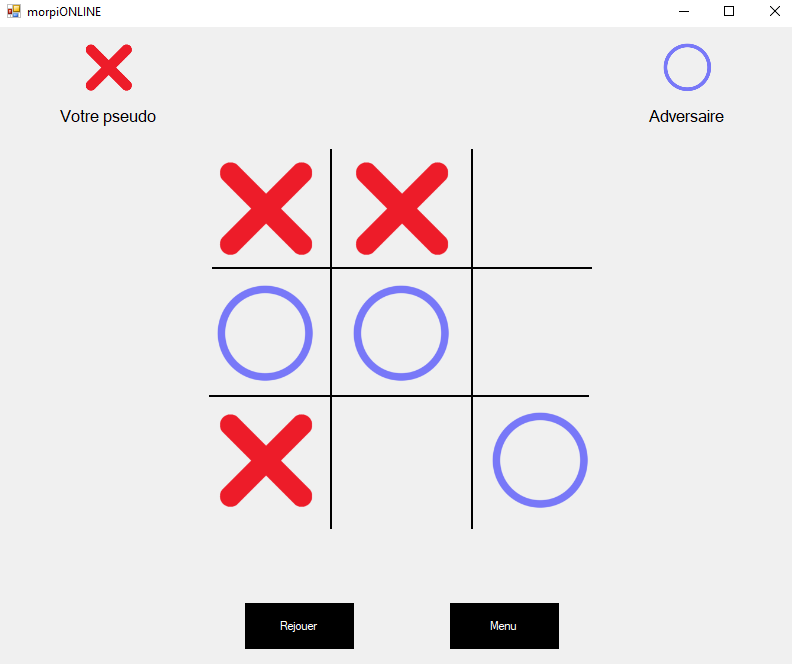 morpiONLINE
Votre pseudo
Adversaire
Rejouer
Menu